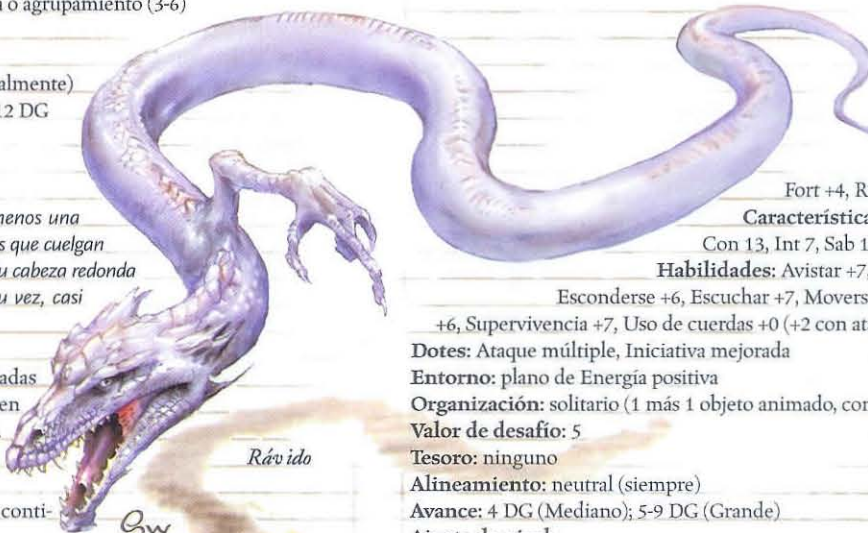 o agrupamiento (3-6)
almente)
12 DG
menos una
s que cuelgan
u cabeza redonda
u vez, casi
adas
en
conti-
Rávido
Fort +4, R
Característica
Con 13, Int 7, Sab 1
Habilidades: Avistar +7,
Esconderse +6, Escuchar +7, Movers
+6, Supervivencia +7, Uso de cuerdas +0 (+2 con at
Dotes: Ataque múltiple, Iniciativa mejorada
Entorno: plano de Energía positiva
Organización: solitario (1 más 1 objeto animado, con
Valor de desafío: 5
Tesoro: ninguno
Alineamiento: neutral (siempre)
Avance: 4 DG (Mediano); 5-9 DG (Grande)